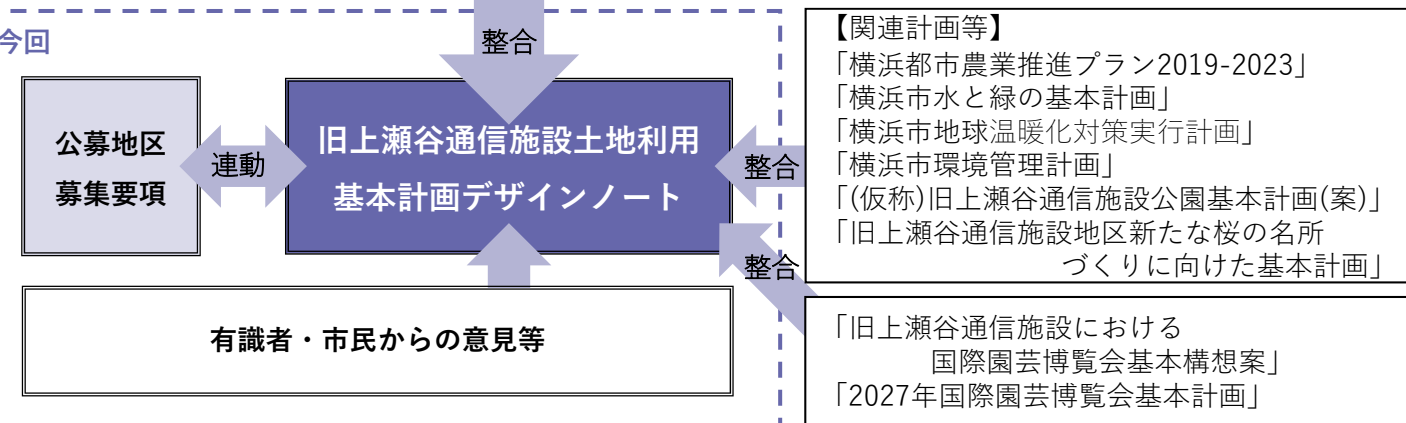 今回
整合
公募地区
募集要項
連動
旧上瀬谷通信施設土地利用
基本計画デザインノート
整合
整合
有識者・市民からの意見等
【関連計画等】
「横浜都市農業推進プラン2019-2023」
「横浜市水と緑の基本計画」
「横浜市地球温暖化対策実行計画」
「横浜市環境管理計画」
「(仮称)旧上瀬谷通信施設公園基本計画(案)」
「旧上瀬谷通信施設地区新たな桜の名所
づくりに向けた基本計画」
「旧上瀬谷通信施設における
国際園芸博覧会基本構想案」
「2027年国際園芸博覧会基本計画」